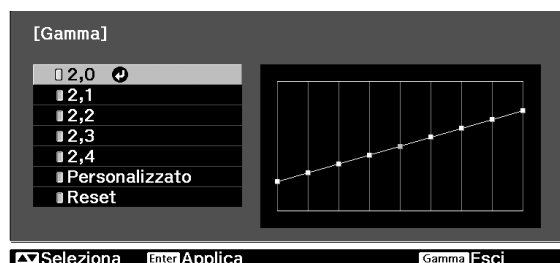 [Gamma]
2,0
2,1
2,2
2,3
2,4
Personalizzato
Reset
Seleziona Enter Applica Gamma Esci